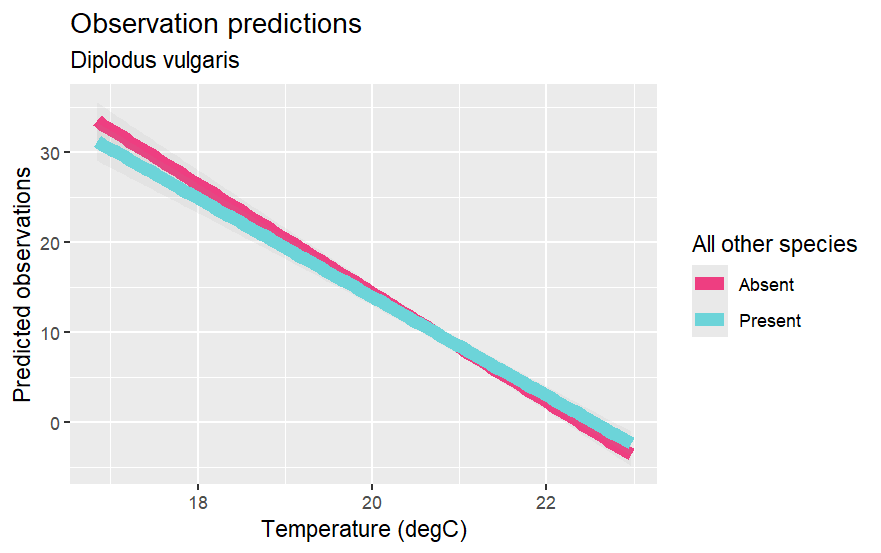 Observation predictions
Diplodus vulgaris
Predicted observations
30
20
10
0
18
20
22
Temperature (degC)
All other species
Absent
Present